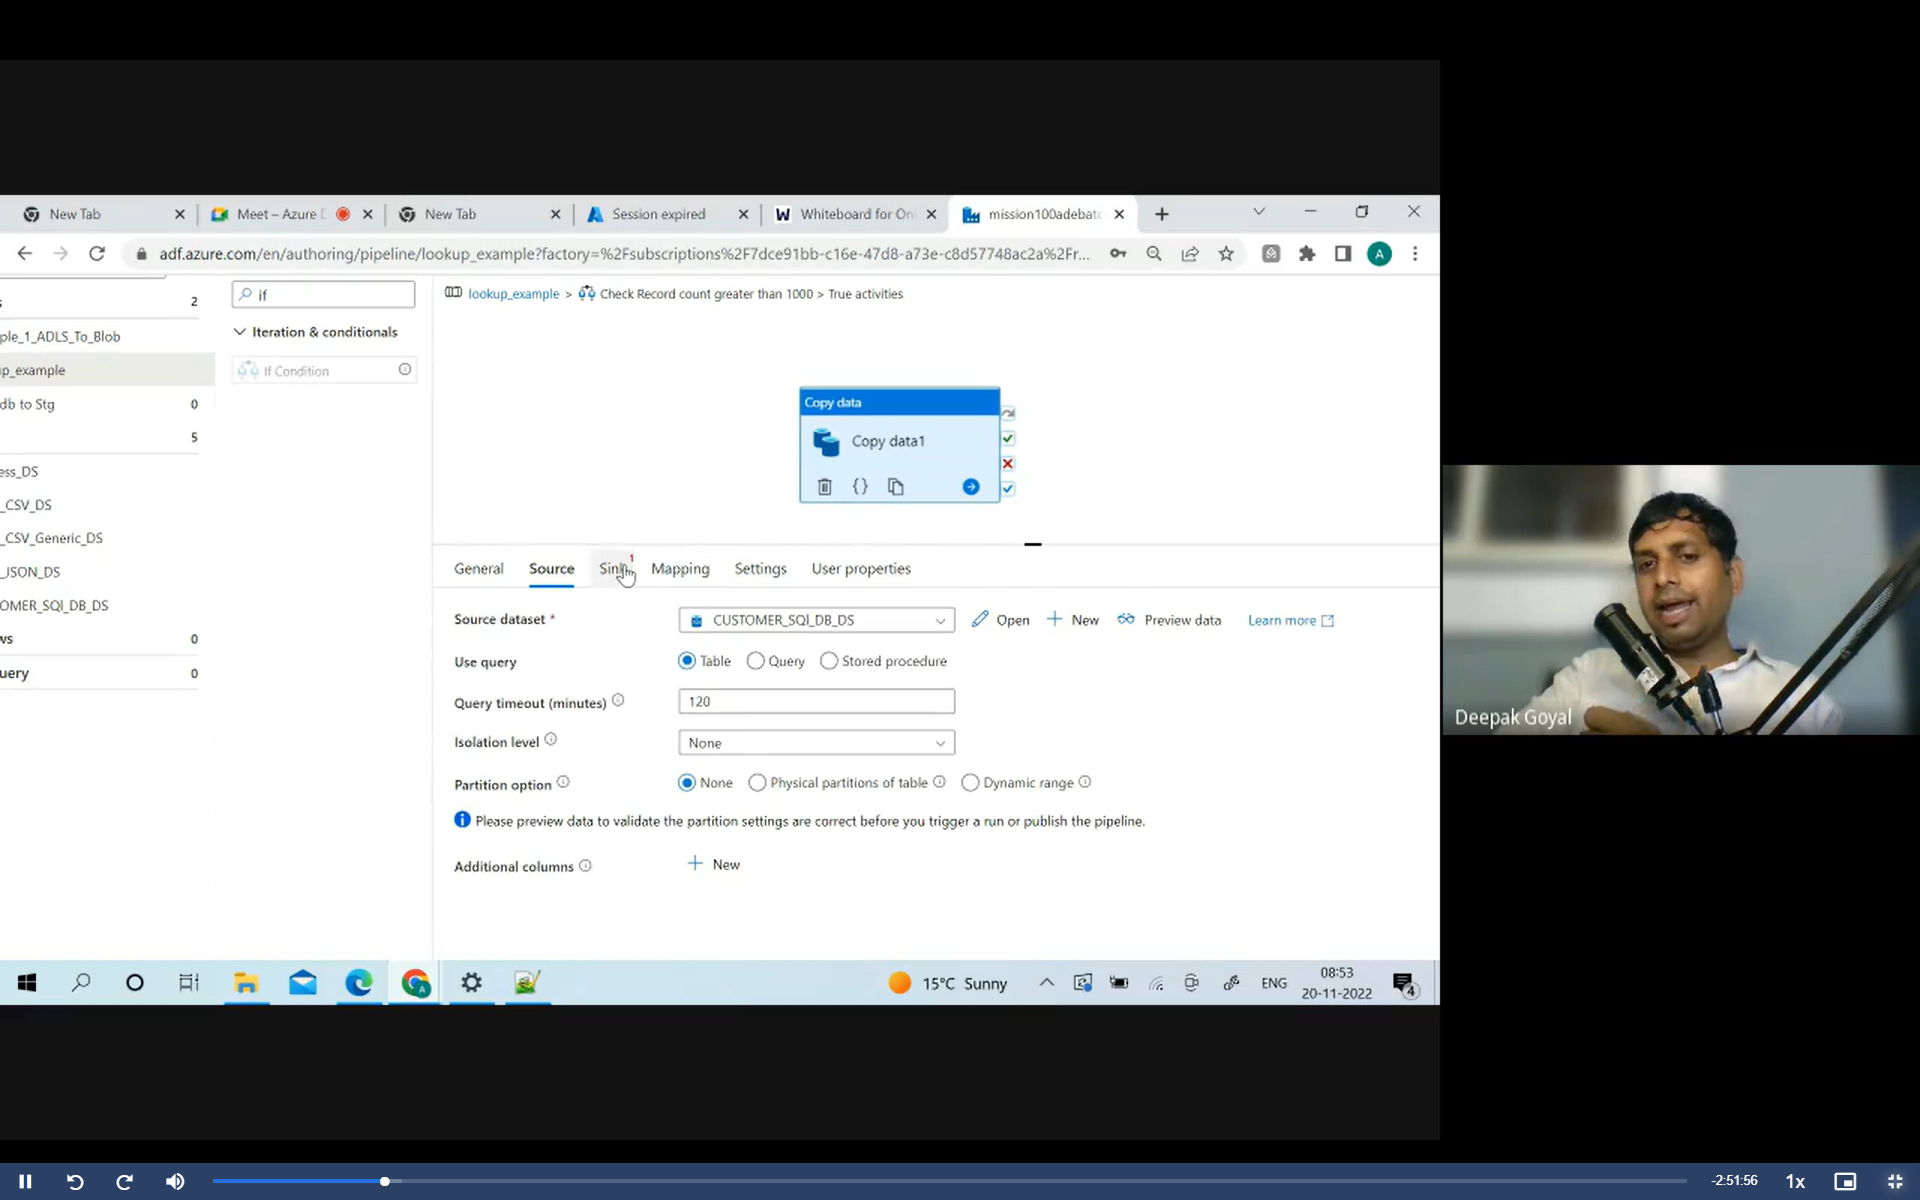 New Tab
Meet – Azure D
New Tab
Session expired
Whiteboard for On
mission100adebatc
adf.azure.com/en/authoring/pipeline/lookup_example?factory=%2Fsubscriptions%2F7dce91bb-c16e-47d8-a73e-c8d57748ac2a%2Fr...
A
s 2
ple_1_ADLS_To_Blob
up_example
db to Stg 0
5
ess_DS
_CSV_DS
_CSV_Generic_DS
_JSON_DS
OMER_SQl_DB_DS
ws 0
uery 0
if
Iteration & conditionals
If Condition
lookup_example > Check Record count greater than 1000 > True activities
Copy data
Copy data1
General Source Sink 1 Mapping Settings User properties
Source dataset * CUSTOMER_SQl_DB_DS Open New Preview data Learn more
Use query Table Query Stored procedure
Query timeout (minutes) 120
Isolation level None
Partition option None Physical partitions of table Dynamic range
Please preview data to validate the partition settings are correct before you trigger a run or publish the pipeline.
Additional columns New
Deepak Goyal
15°C Sunny ENG
08:53
20-11-2022
4
-2:51:56 1x